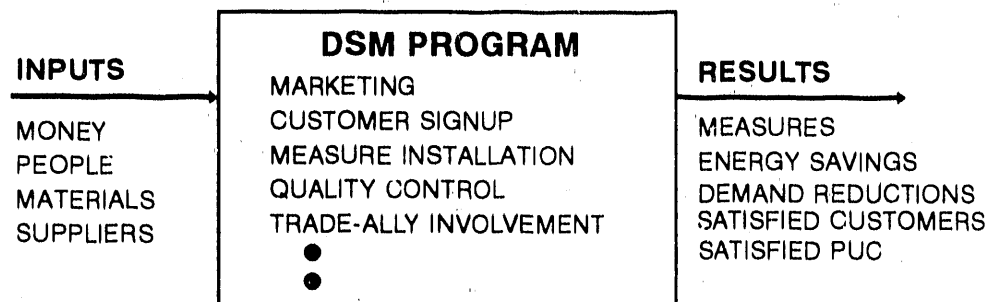 INPUTS
MONEY
PEOPLE
MATERIALS
SUPPLIERS
DSM PROGRAM
MARKETING
CUSTOMER SIGNUP
MEASURE INSTALLATION
QUALITY CONTROL
TRADE-ALLY INVOLVEMENT
RESULTS
MEASURES
ENERGY SAVINGS
DEMAND REDUCTIONS
SATISFIED CUSTOMERS
SATISFIED PUC